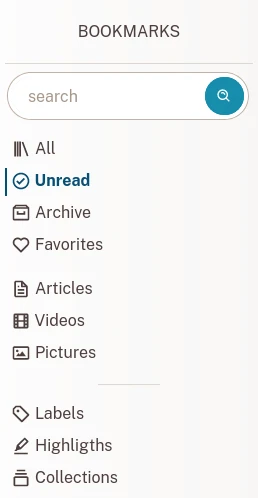 BOOKMARKS
search
All
Unread
Archive
Favorites
Articles
Videos
Pictures
Labels
Highligths
Collections